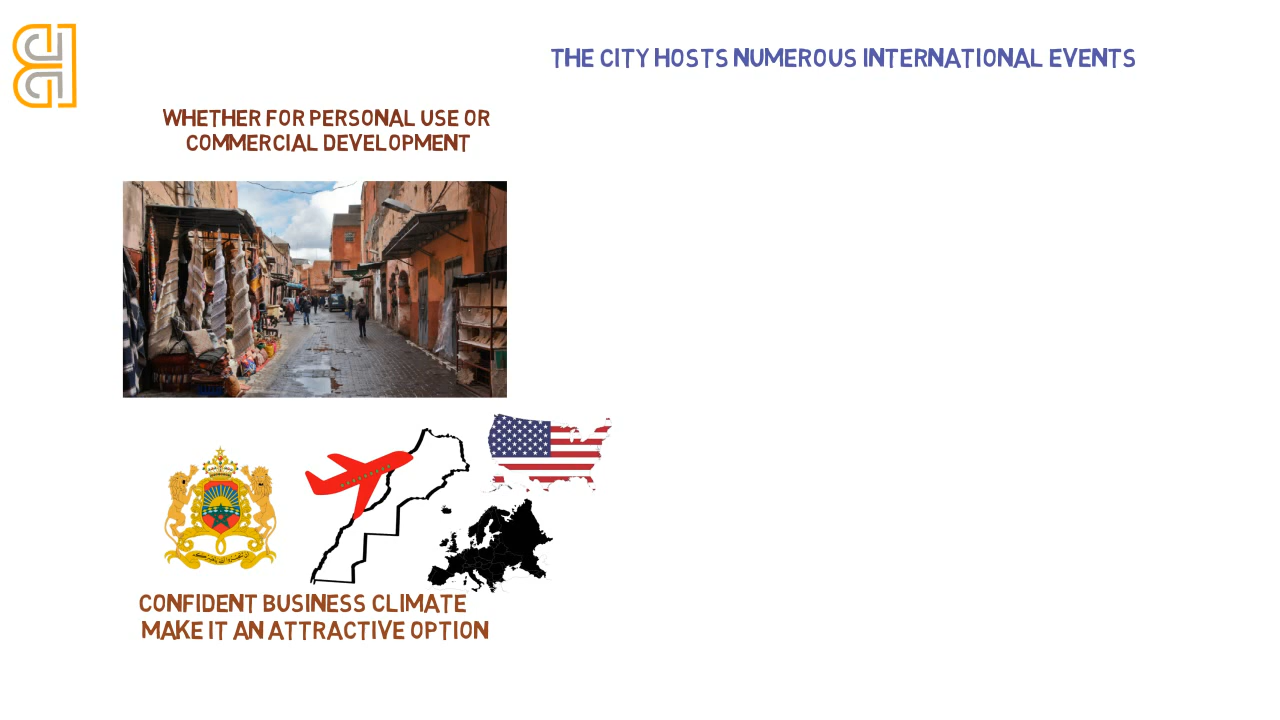 THE CITY HOSTS NUMEROUS INTERNATIONAL EVENTS
WHETHER FOR PERSONAL USE OR
COMMERCIAL DEVELOPMENT
CONFIDENT BUSINESS CLIMATE
MAKE IT AN ATTRACTIVE OPTION